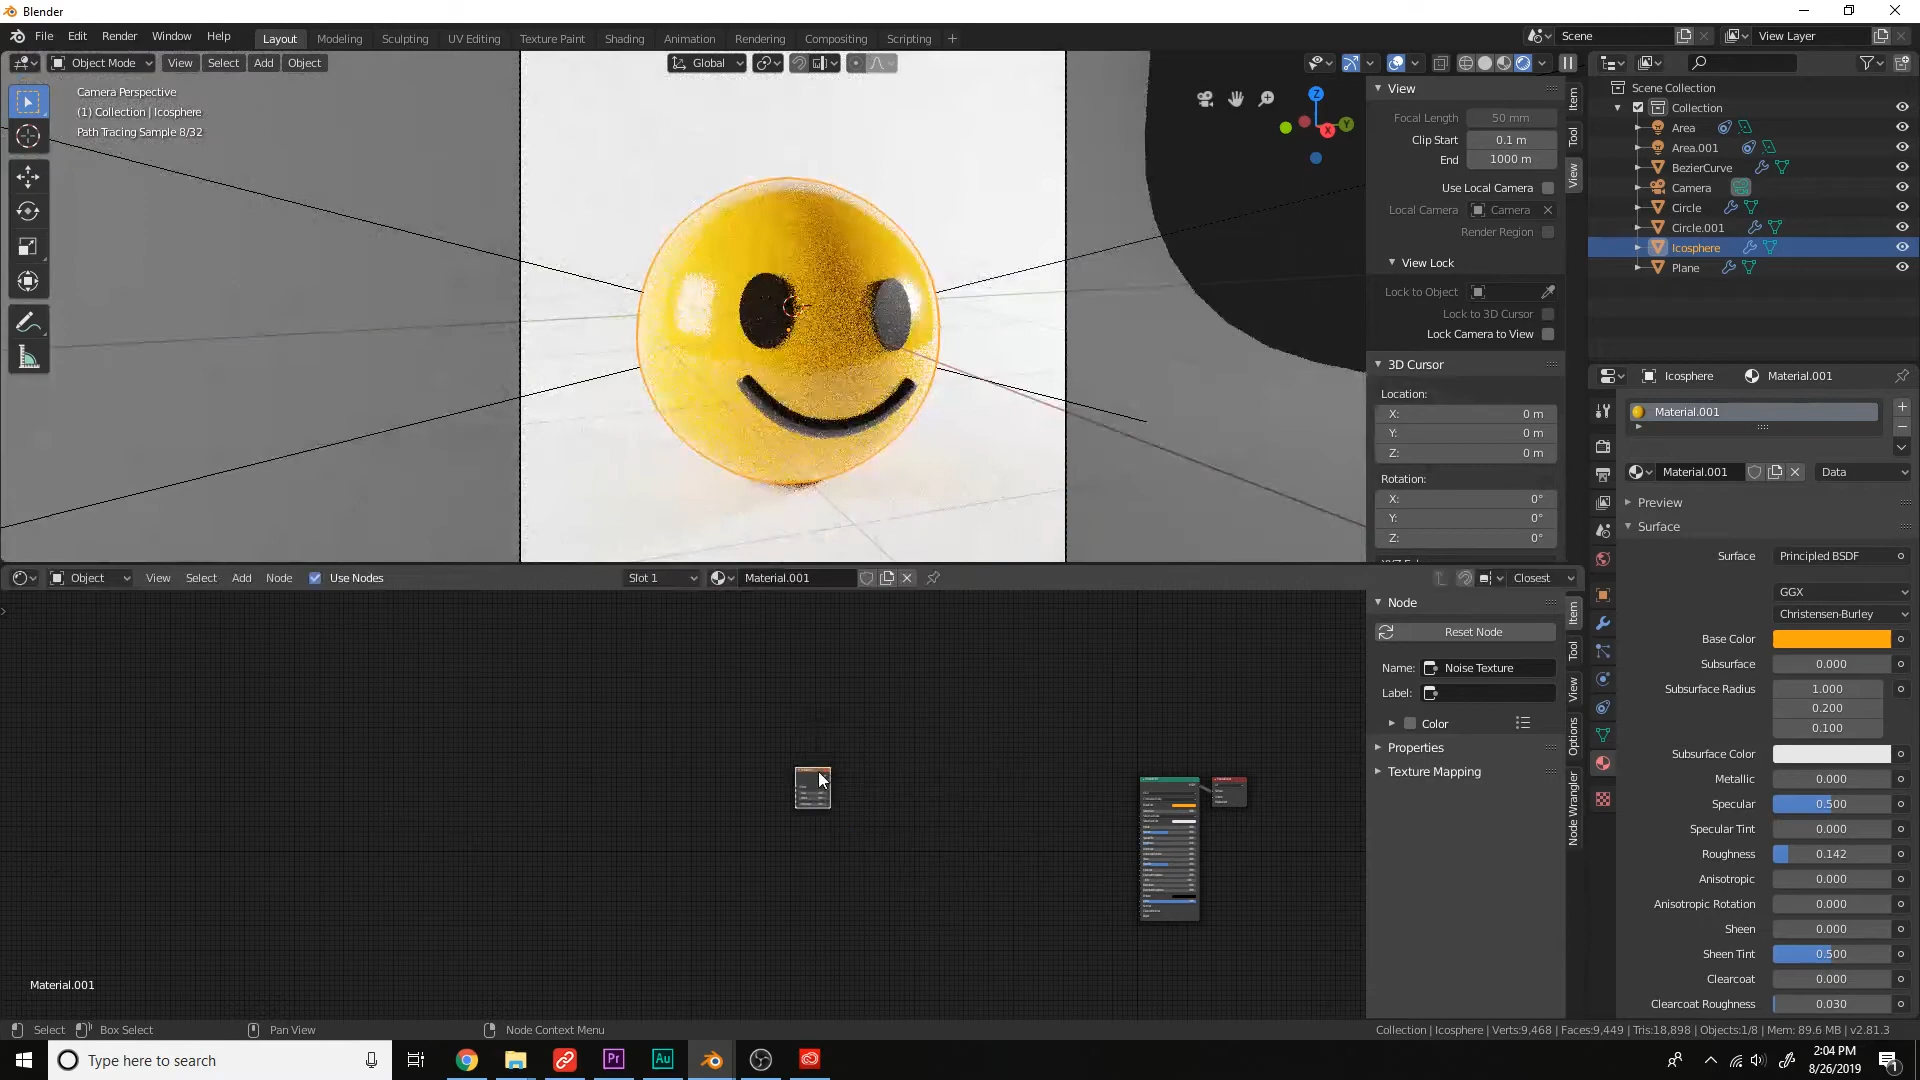 Blender
File Edit Render Window Help
Layout Modeling Sculpting UV Editing Texture Paint Shading Animation Rendering Compositing Scripting +
Scene View Layer
Object Mode View Select Add Object Global
Camera Perspective
(1) Collection | Icosphere
Path Tracing Sample 8/32
Z
Y
X
View
Focal Length 50 mm
Clip Start 0.1 m
End 1000 m
Use Local Camera
Local Camera Camera
Render Region
View Lock
Lock to Object
Lock to 3D Cursor
Lock Camera to View
3D Cursor
Location:
X: 0 m
Y: 0 m
Z: 0 m
Rotation:
X: 0°
Y: 0°
Z: 0°
Item
Tool
View
Scene Collection
Collection
Area
Area.001
BezierCurve
Camera
Circle
Circle.001
Icosphere
Plane
Icosphere Material.001
Material.001
Material.001 Data
Preview
Surface
Surface Principled BSDF
GGX
Christensen-Burley
Base Color
Subsurface 0.000
Subsurface Radius 1.000
0.200
0.100
Subsurface Color
Metallic 0.000
Specular 0.500
Specular Tint 0.000
Roughness 0.142
Anisotropic 0.000
Anisotropic Rotation 0.000
Sheen 0.000
Sheen Tint 0.500
Clearcoat 0.000
Clearcoat Roughness 0.030
Object View Select Add Node Use Nodes Slot 1 Material.001 Closest
Node
Reset Node
Name: Noise Texture
Label:
Color
Properties
Texture Mapping
Item
Tool
View
Options
Node Wrangler
Material.001
Select Box Select Pan View Node Context Menu
Collection | Icosphere | Verts:9,468 | Faces:9,449 | Tris:18,898 | Objects:1/8 | Mem: 89.6 MB | v2.81.3
Type here to search
Pr
Au
2:04 PM
8/26/2019
1